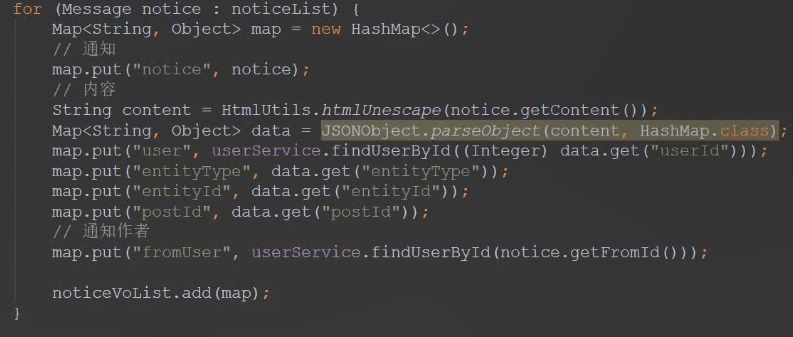 for (Message notice : noticeList) {
    Map<String, Object> map = new HashMap<>();
    // 通知
    map.put("notice", notice);
    // 内容
    String content = HtmlUtils.htmlUnescape(notice.getContent());
    Map<String, Object> data = JSONObject.parseObject(content, HashMap.class);
    map.put("user", userService.findUserById((Integer) data.get("userId")));
    map.put("entityType", data.get("entityType"));
    map.put("entityId", data.get("entityId"));
    map.put("postId", data.get("postId"));
    // 通知作者
    map.put("fromUser", userService.findUserById(notice.getFromId()));
    noticeVoList.add(map);
}